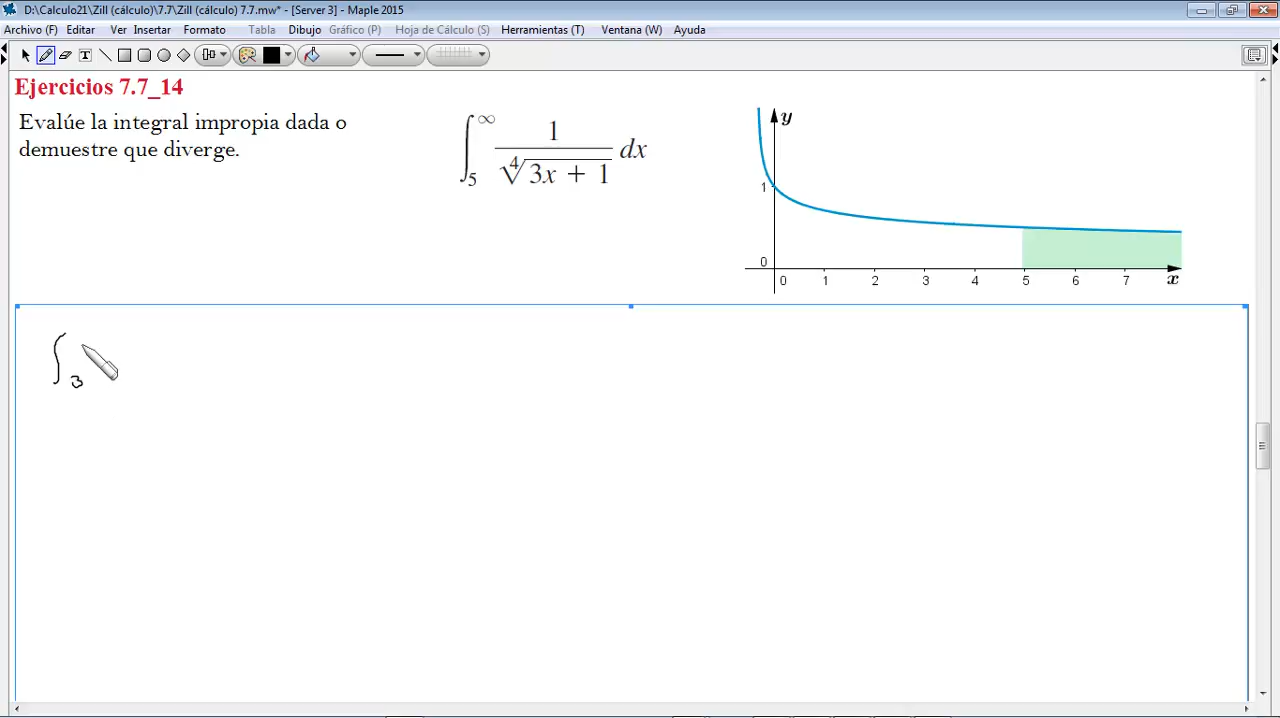 D:\Calculo21\Zill (cálculo)\7.7\Zill (cálculo) 7.7.mw* - [Server 3] - Maple 2015
Archivo (F) Editar Ver Insertar Formato Tabla Dibujo Gráfico (P) Hoja de Cálculo (S) Herramientas (T) Ventana (W) Ayuda
Ejercicios 7.7_14
Evalúe la integral impropia dada o
demuestre que diverge.
∫₅^∞ 1/∜(3x + 1) dx
y
1
0
0 1 2 3 4 5 6 7 x
∫₃